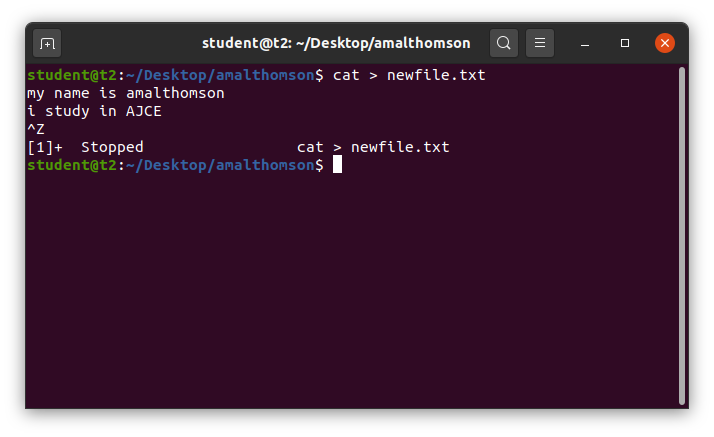 student@t2: ~/Desktop/amalthomson
student@t2:~/Desktop/amalthomson$ cat > newfile.txt
my name is amalthomson
i study in AJCE
^Z
[1]+  Stopped                 cat > newfile.txt
student@t2:~/Desktop/amalthomson$